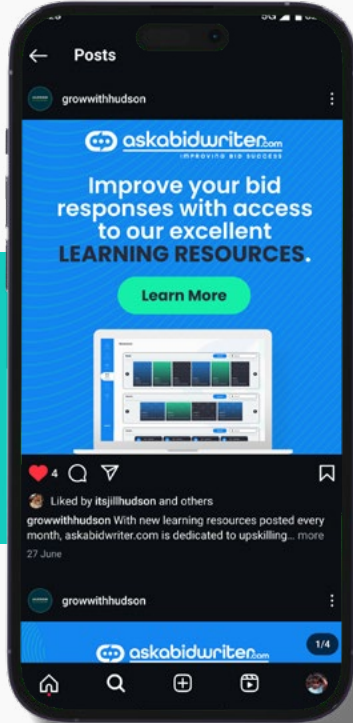 Posts
growwithhudson
askabidwriter.com
IMPROVING BID SUCCESS
Improve your bid
responses with access
to our excellent
LEARNING RESOURCES.
Learn More
4
Liked by itsjillhudson and others
growwithhudson With new learning resources posted every
month, askabidwriter.com is dedicated to upskilling... more
27 June
growwithhudson
1/4
askabidwriter.com